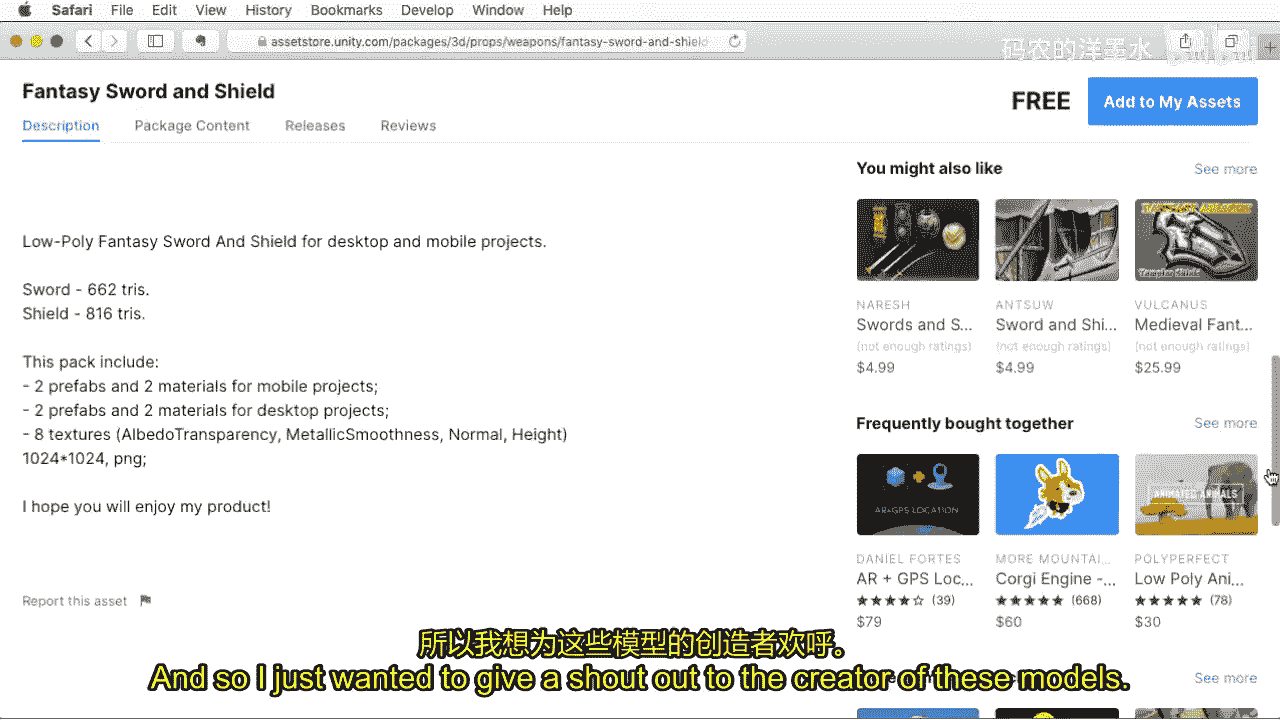 Safari File Edit View History Bookmarks Develop Window Help
assetstore.unity.com/packages/3d/props/weapons/fantasy-sword-and-shield
码农的洋墨水
Fantasy Sword and Shield
FREE
Add to My Assets
Description Package Content Releases Reviews
You might also like
See more
Low-Poly Fantasy Sword And Shield for desktop and mobile projects.
Sword - 662 tris.
Shield - 816 tris.
This pack include:
- 2 prefabs and 2 materials for mobile projects;
- 2 prefabs and 2 materials for desktop projects;
- 8 textures (AlbedoTransparency, MetallicSmoothness, Normal, Height)
1024*1024, png;
I hope you will enjoy my product!
Report this asset
NARESH ANTSUW VULCANUS
Swords and S... Sword and Shi... Medieval Fant...
(not enough ratings) (not enough ratings) (not enough ratings)
$4.99 $4.99 $25.99
Frequently bought together
See more
AR+GPS LOCATION
ANIMATED ANIMALS
DANIEL FORTES MORE MOUNTAI... POLYPERFECT
AR + GPS Loc... Corgi Engine -... Low Poly Ani...
(39) (668) (78)
$79 $60 $30
See more
所以我想为这些模型的创造者欢呼。
And so I just wanted to give a shout out to the creator of these models.